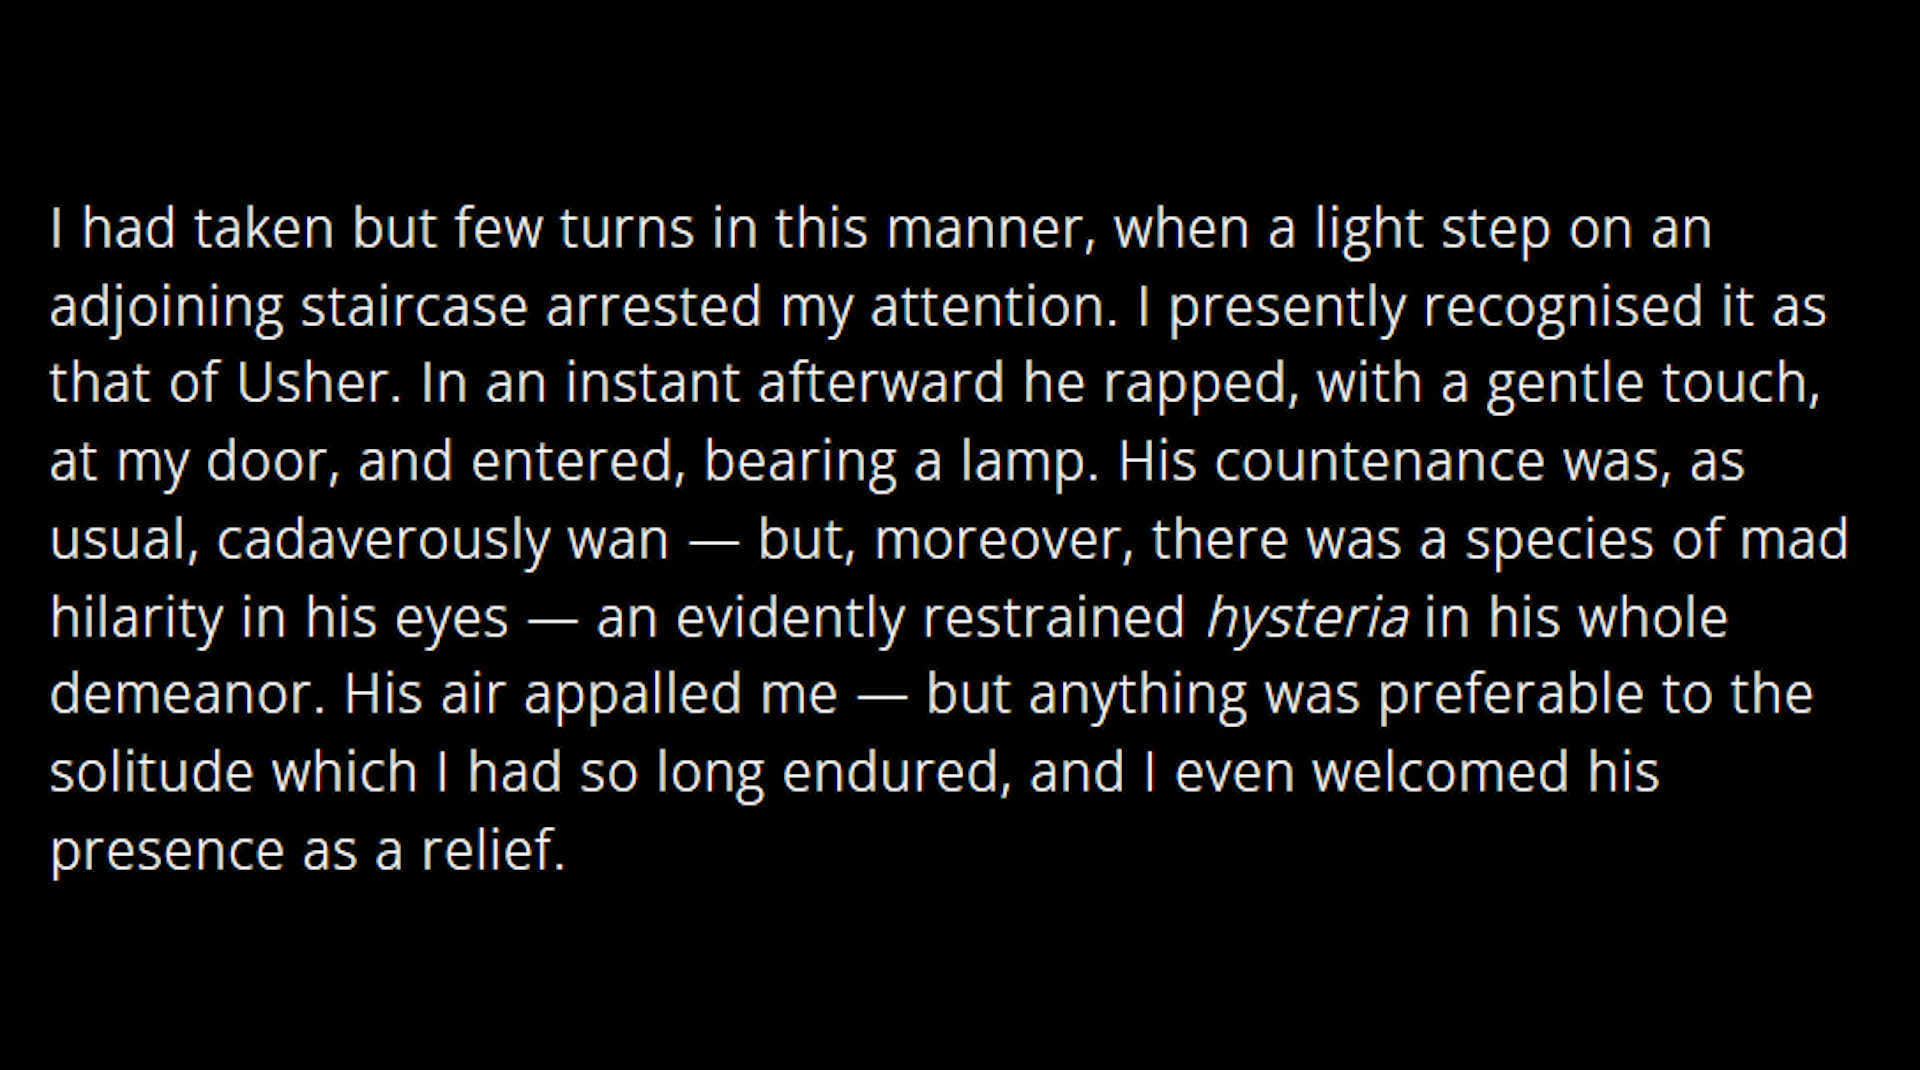 I had taken but few turns in this manner, when a light step on an
adjoining staircase arrested my attention. I presently recognised it as
that of Usher. In an instant afterward he rapped, with a gentle touch,
at my door, and entered, bearing a lamp. His countenance was, as
usual, cadaverously wan — but, moreover, there was a species of mad
hilarity in his eyes — an evidently restrained hysteria in his whole
demeanor. His air appalled me — but anything was preferable to the
solitude which I had so long endured, and I even welcomed his
presence as a relief.